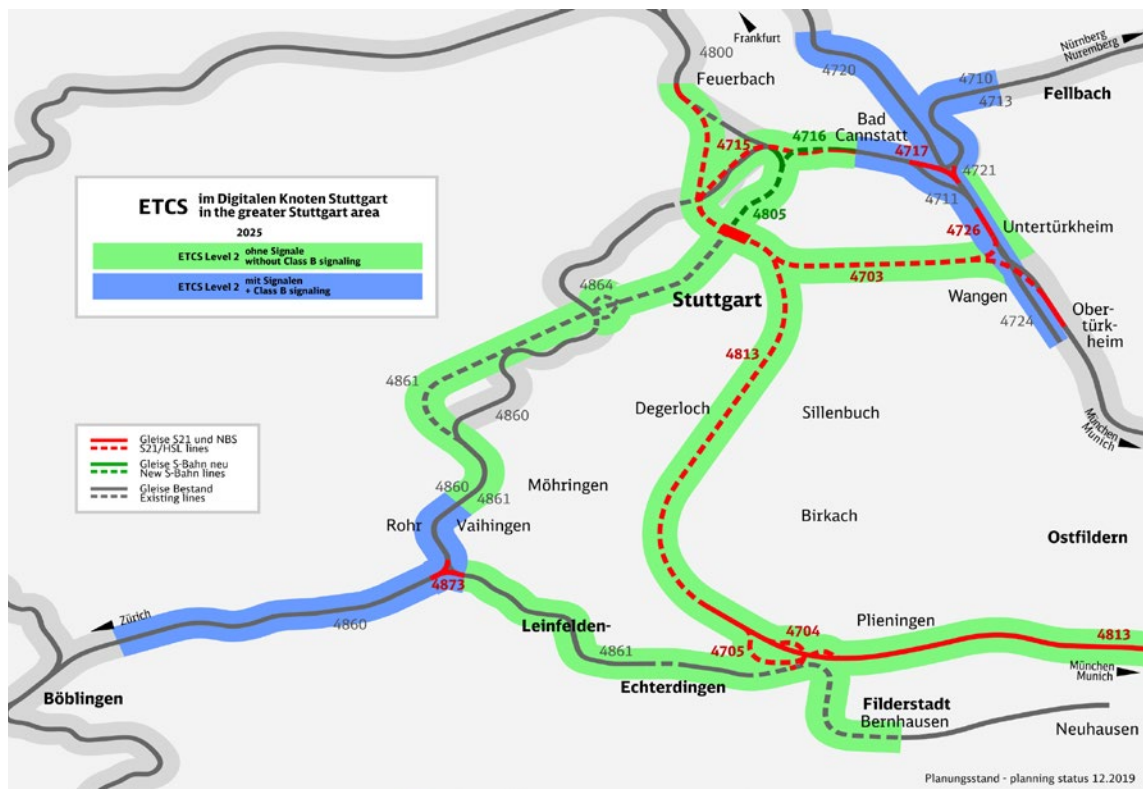 Frankfurt
4800
Feuerbach
4720
Nürnberg
Nuremberg
4710
4713
Fellbach
Bad
Cannstatt
4716
4715
4717
4721
4711
4805
4726
Untertürkheim
ETCS im Digitalen Knoten Stuttgart
in the greater Stuttgart area
2025
ETCS Level 2 ohne Signale
without Class B signaling
ETCS Level 2 mit Signalen
+ Class B signaling
4864
Stuttgart
4703
Wangen
4724
Ober-
türk-
heim
4813
4861
4860
Degerloch
Sillenbuch
München
Munich
Gleise S21 und NBS
S21/HSL lines
Gleise S-Bahn neu
New S-Bahn lines
Gleise Bestand
Existing lines
4860
4861
Möhringen
Rohr
Vaihingen
Birkach
Ostfildern
4873
Zürich
4860
Leinfelden-
4861
Echterdingen
4704
4705
Plieningen
4813
München
Munich
Böblingen
Filderstadt
Bernhausen
Neuhausen
Planungsstand - planning status 12.2019